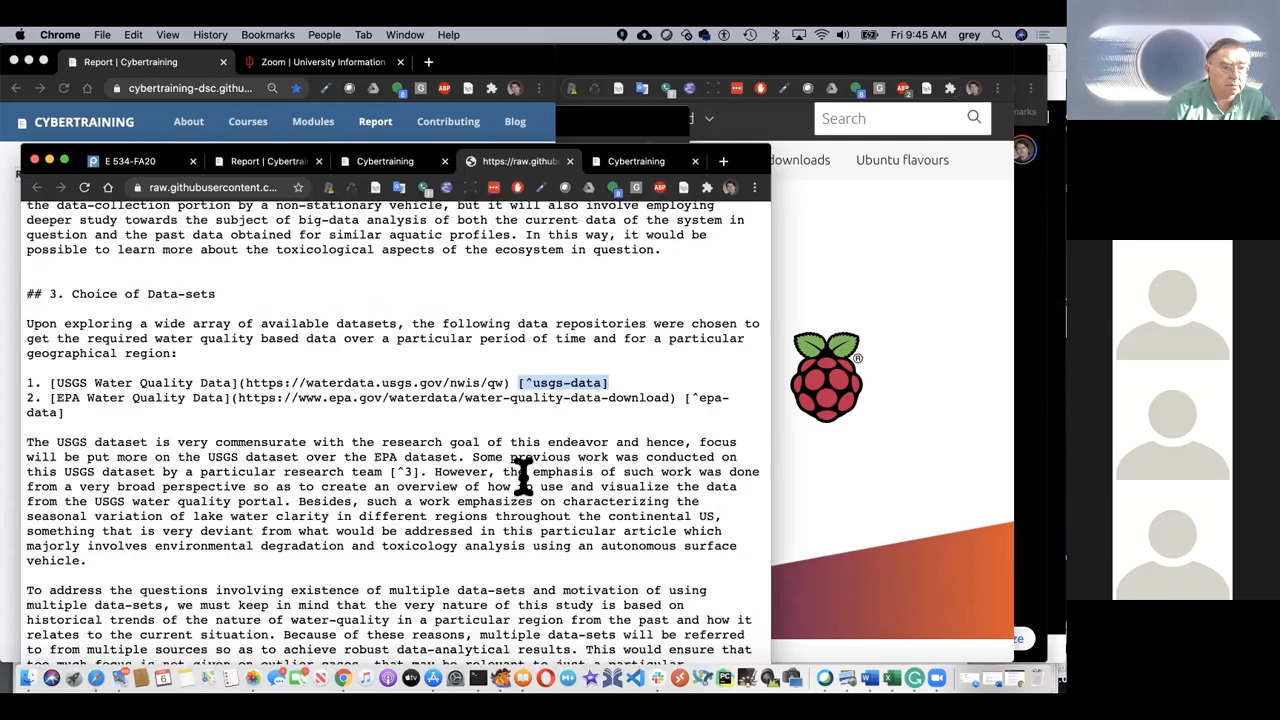 Chrome File Edit View History Bookmarks People Tab Window Help Fri 9:45 AM grey
Report | Cybertraining Zoom | University Information
cybertraining-dsc.githu...
CYBERTRAINING About Courses Modules Report Contributing Blog
Search
E 534-FA20 Report | Cybertrai Cybertraining https://raw.githubu Cybertraining
downloads Ubuntu flavours
raw.githubusercontent.c...
the data-collection portion by a non-stationary vehicle, but it will also involve employing
deeper study towards the subject of big-data analysis of both the current data of the system in
question and the past data obtained for similar aquatic profiles. In this way, it would be
possible to learn more about the toxicological aspects of the ecosystem in question.
## 3. Choice of Data-sets
Upon exploring a wide array of available datasets, the following data repositories were chosen to
get the required water quality based data over a particular period of time and for a particular
geographical region:
1. [USGS Water Quality Data](https://waterdata.usgs.gov/nwis/qw) [^usgs-data]
2. [EPA Water Quality Data](https://www.epa.gov/waterdata/water-quality-data-download) [^epa-
data]
The USGS dataset is very commensurate with the research goal of this endeavor and hence, focus
will be put more on the USGS dataset over the EPA dataset. Some previous work was conducted on
this USGS dataset by a particular research team [^3]. However, the emphasis of such work was done
from a very broad perspective so as to create an overview of how to use and visualize the data
from the USGS water quality portal. Besides, such a work emphasizes on characterizing the
seasonal variation of lake water clarity in different regions throughout the continental US,
something that is very deviant from what would be addressed in this particular article which
majorly involves environmental degradation and toxicology analysis using an autonomous surface
vehicle.
To address the questions involving existence of multiple data-sets and motivation of using
multiple data-sets, we must keep in mind that the very nature of this study is based on
historical trends of the nature of water-quality in a particular region from the past and how it
relates to the current situation. Because of these reasons, multiple data-sets will be referred
to from multiple sources so as to achieve robust data-analytical results. This would ensure that